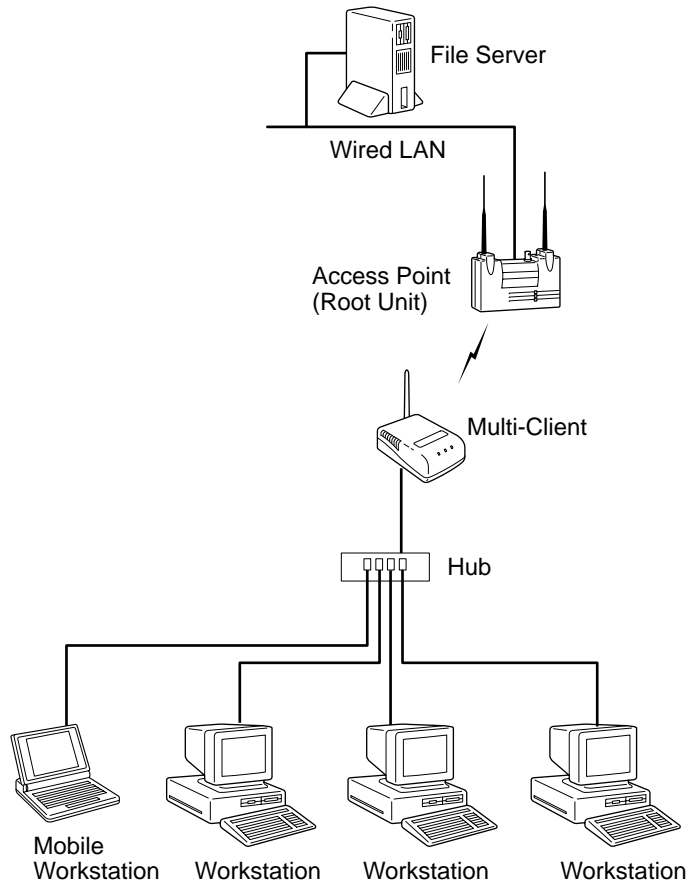 File Server
Wired LAN
Access Point
(Root Unit)
Multi-Client
Hub
Mobile
Workstation
Workstation
Workstation
Workstation